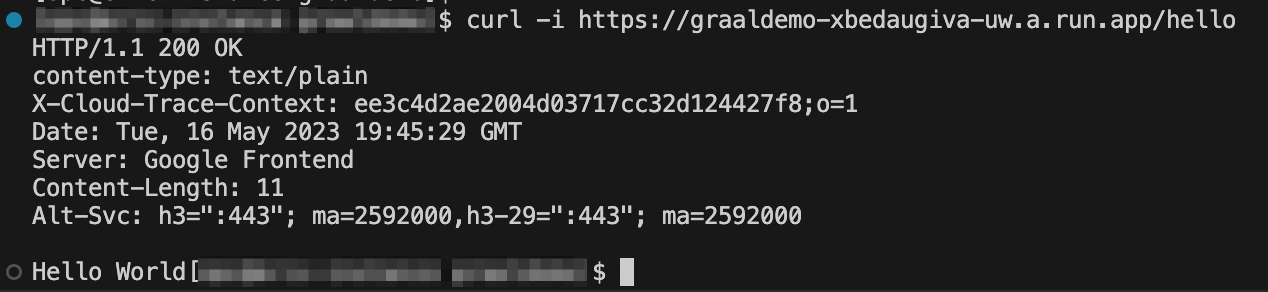 $ curl -i https://graaldemo-xbedaugiva-uw.a.run.app/hello
HTTP/1.1 200 OK
content-type: text/plain
X-Cloud-Trace-Context: ee3c4d2ae2004d03717cc32d124427f8;o=1
Date: Tue, 16 May 2023 19:45:29 GMT
Server: Google Frontend
Content-Length: 11
Alt-Svc: h3=":443"; ma=2592000,h3-29=":443"; ma=2592000
Hello World[ $